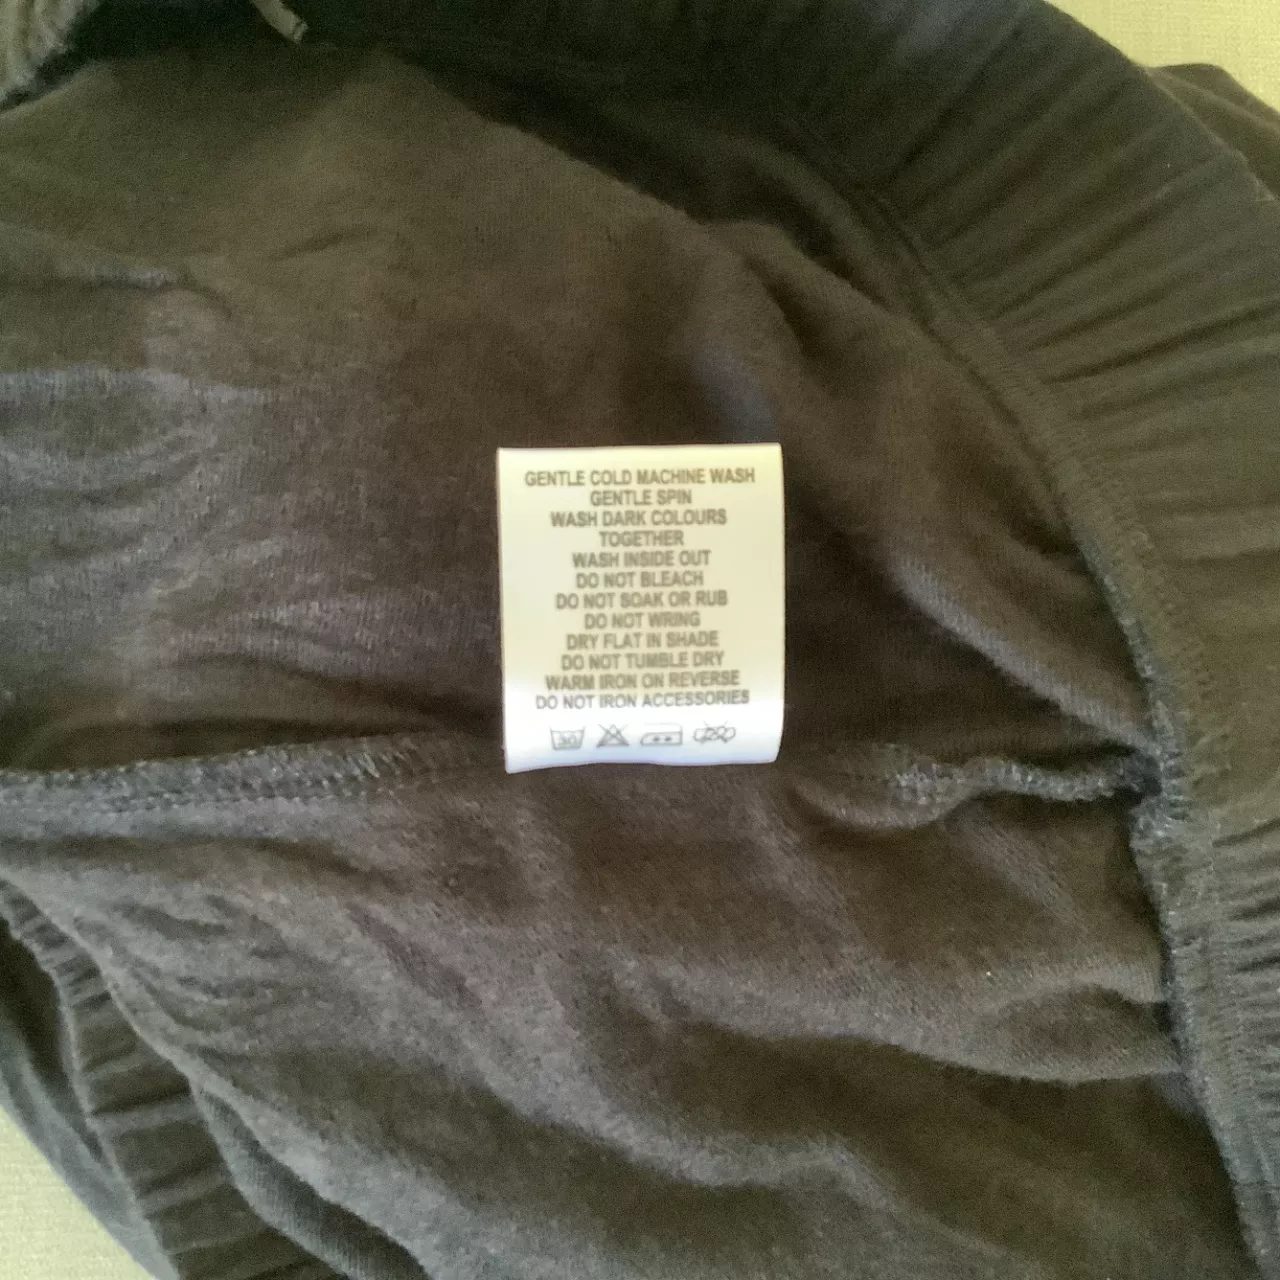 GENTLE COLD MACHINE WASH
GENTLE SPIN
WASH DARK COLOURS
TOGETHER
WASH INSIDE OUT
DO NOT BLEACH
DO NOT SOAK OR RUB
DO NOT WRING
DRY FLAT IN SHADE
DO NOT TUMBLE DRY
WARM IRON ON REVERSE
DO NOT IRON ACCESSORIES
30